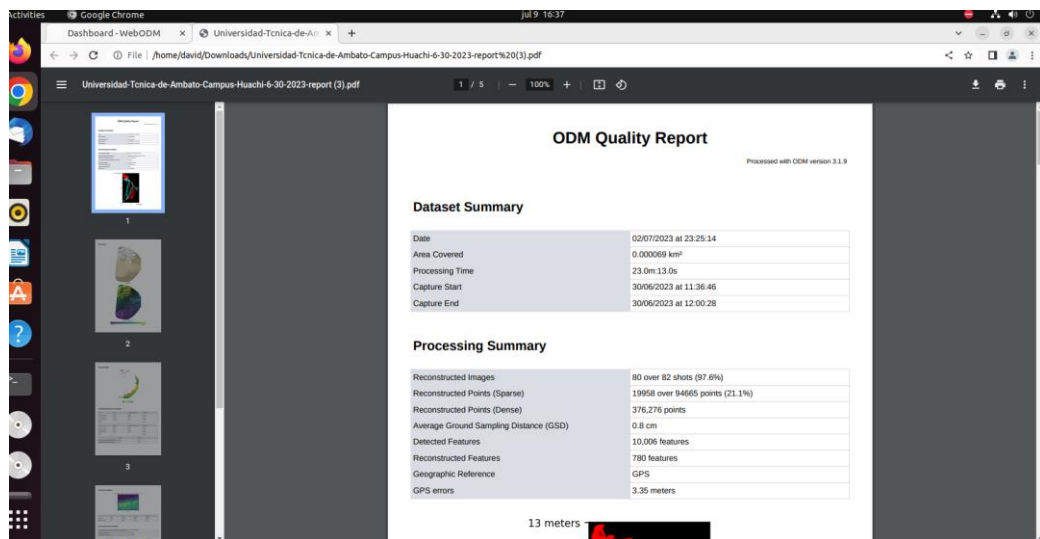 Activities Google Chrome jul 9 16:37
Dashboard - WebODM Universidad-Tcnica-de-Am
File /home/david/Downloads/Universidad-Tcnica-de-Ambato-Campus-Huachi-6-30-2023-report%20(3).pdf
Universidad-Tcnica-de-Ambato-Campus-Huachi-6-30-2023-report (3).pdf 1 / 5 100%
ODM Quality Report
Processed with ODM version 3.1.9
Dataset Summary
Date 02/07/2023 at 23:25:14
Area Covered 0.000069 km²
Processing Time 23.0m:13.0s
Capture Start 30/06/2023 at 11:36:46
Capture End 30/06/2023 at 12:00:28
Processing Summary
Reconstructed Images 80 over 82 shots (97.6%)
Reconstructed Points (Sparse) 19958 over 94665 points (21.1%)
Reconstructed Points (Dense) 376,276 points
Average Ground Sampling Distance (GSD) 0.8 cm
Detected Features 10,006 features
Reconstructed Features 780 features
Geographic Reference GPS
GPS errors 3.35 meters
13 meters
1
2
3